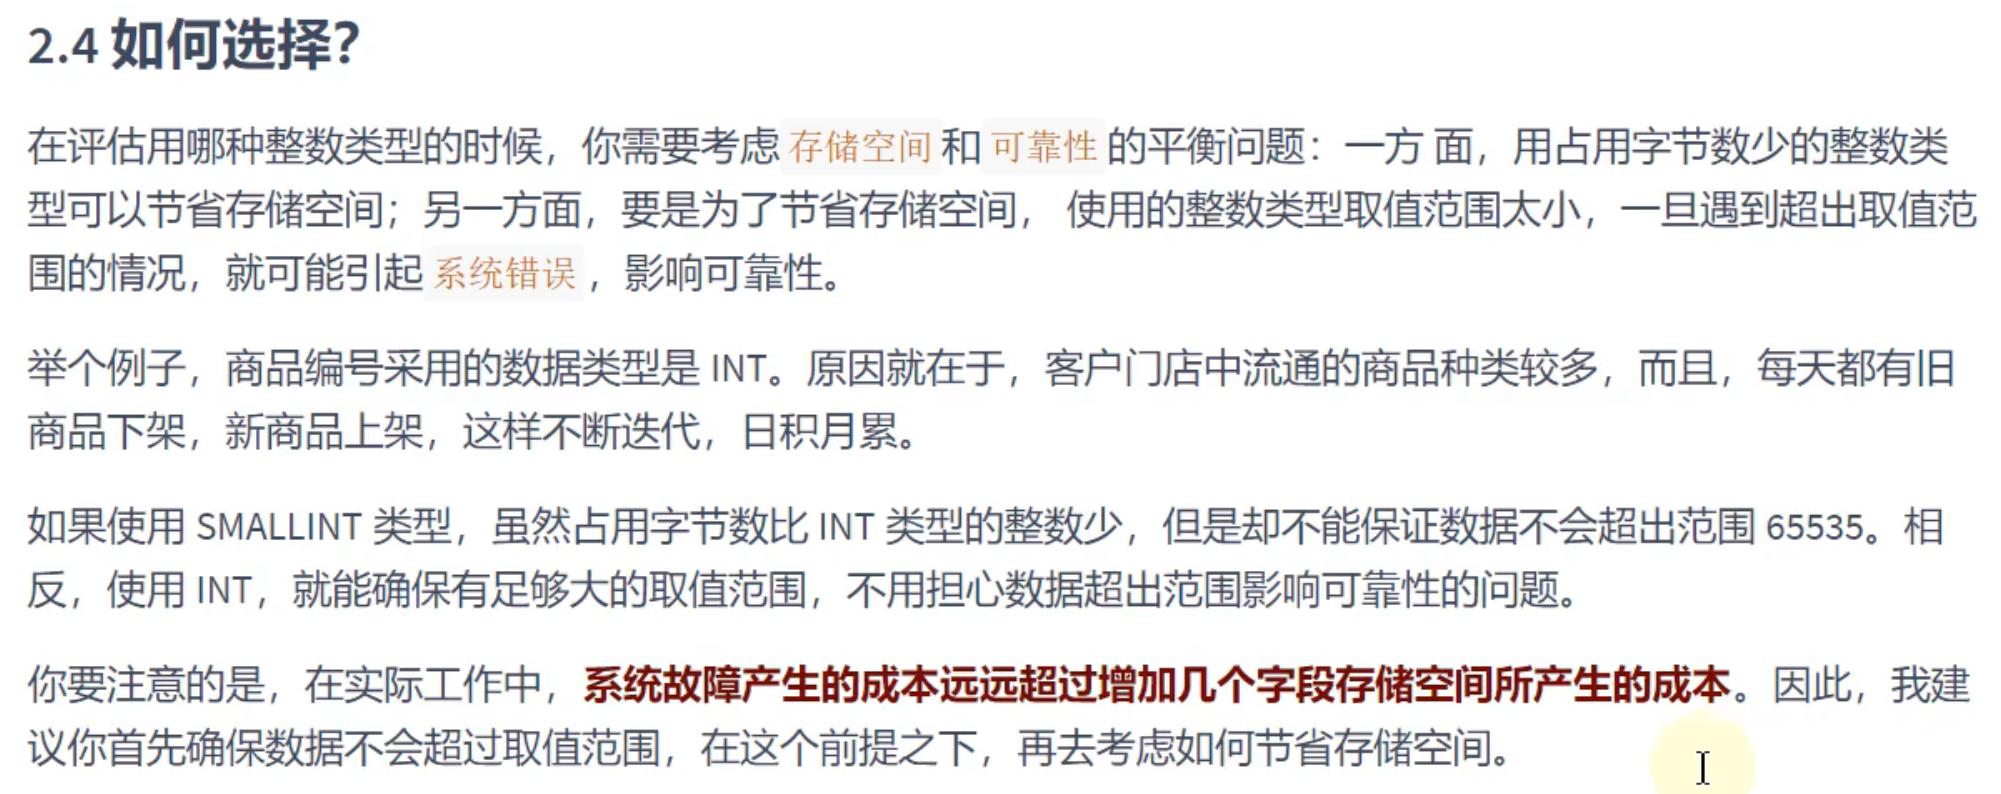 2.4 如何选择？
在评估用哪种整数类型的时候，你需要考虑 存储空间 和 可靠性 的平衡问题：一方 面，用占用字节数少的整数类
型可以节省存储空间；另一方面，要是为了节省存储空间， 使用的整数类型取值范围太小，一旦遇到超出取值范
围的情况，就可能引起 系统错误 ，影响可靠性。
举个例子，商品编号采用的数据类型是 INT。原因就在于，客户门店中流通的商品种类较多，而且，每天都有旧
商品下架，新商品上架，这样不断迭代，日积月累。
如果使用 SMALLINT 类型，虽然占用字节数比 INT 类型的整数少，但是却不能保证数据不会超出范围 65535。相
反，使用 INT，就能确保有足够大的取值范围，不用担心数据超出范围影响可靠性的问题。
你要注意的是，在实际工作中，系统故障产生的成本远远超过增加几个字段存储空间所产生的成本。因此，我建
议你首先确保数据不会超过取值范围，在这个前提之下，再去考虑如何节省存储空间。